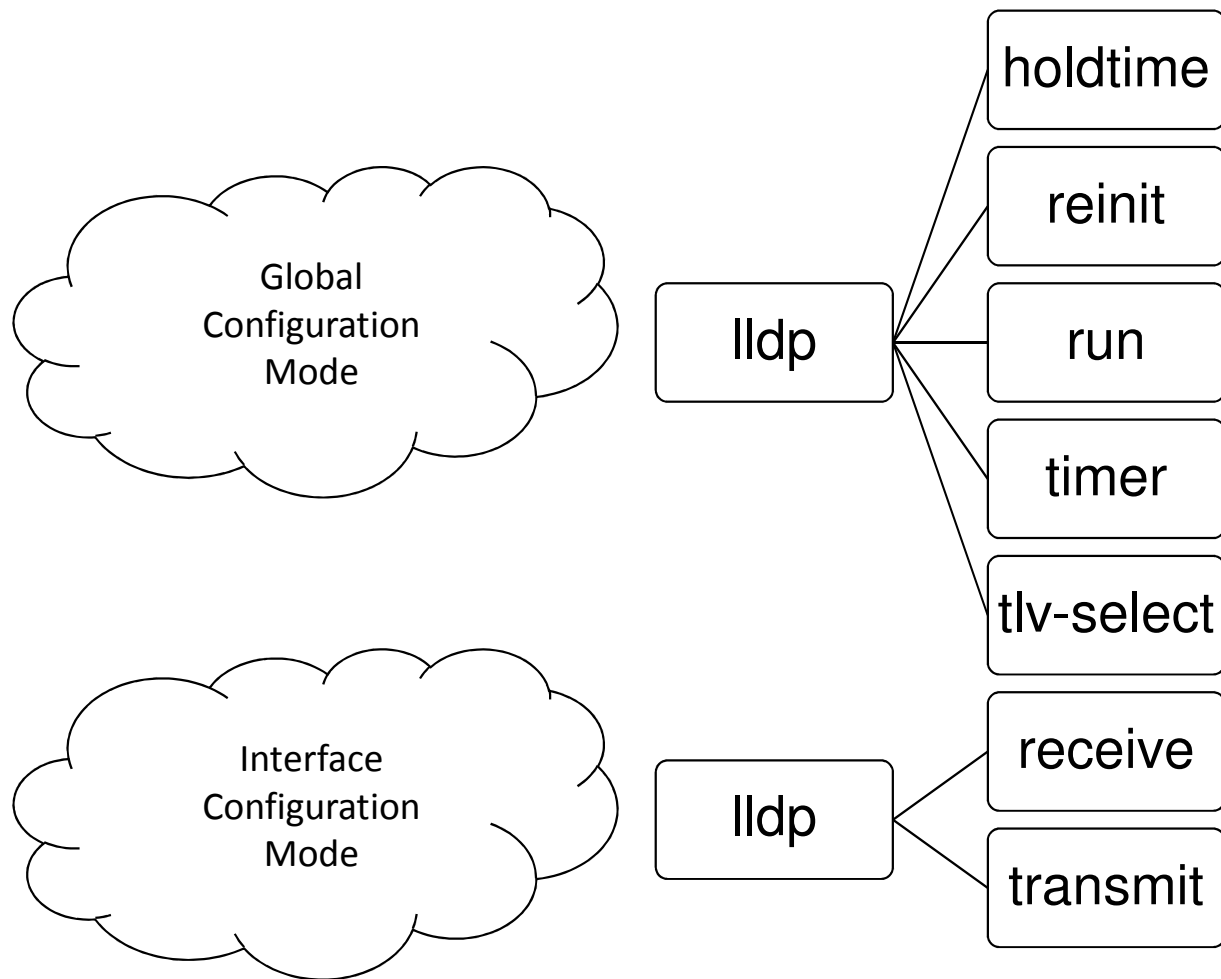 Global
Configuration
Mode
lldp
holdtime
reinit
run
timer
tlv-select
Interface
Configuration
Mode
lldp
receive
transmit